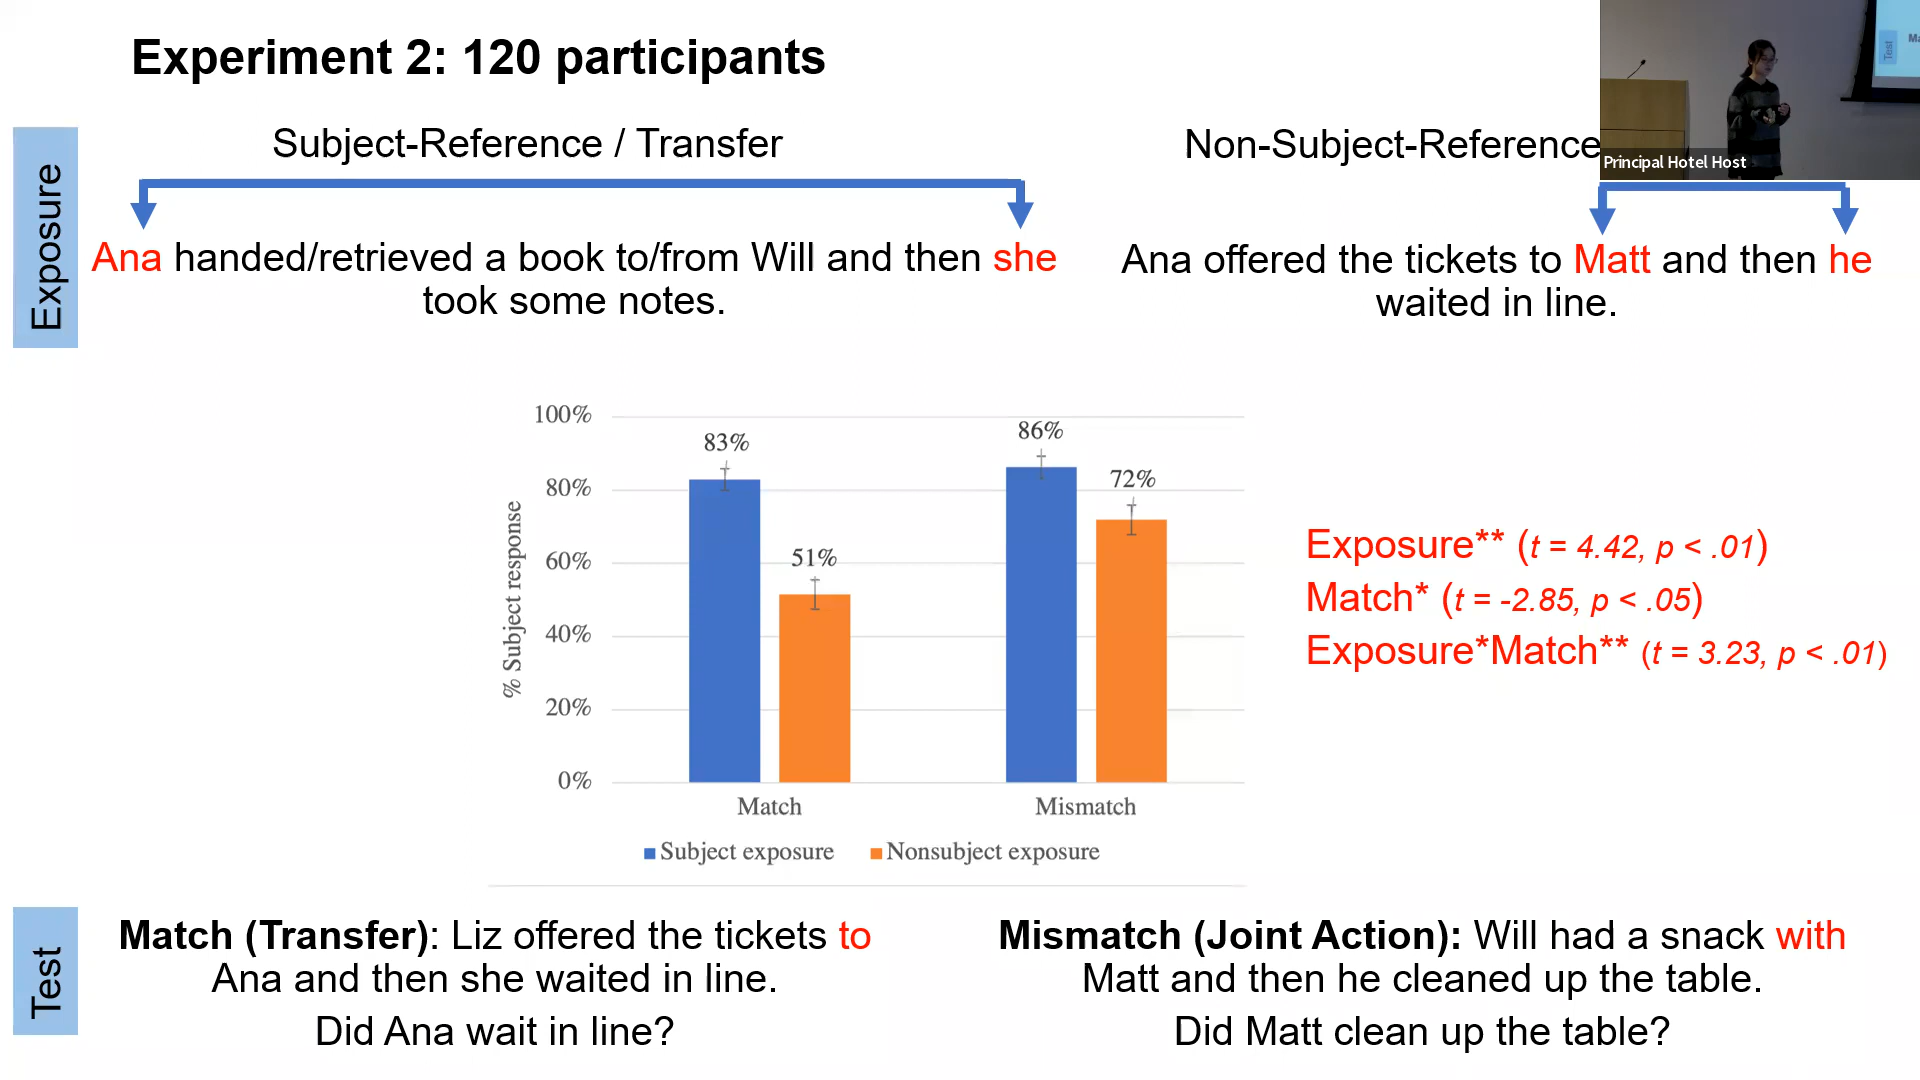 Experiment 2: 120 participants
Exposure
Subject-Reference / Transfer
Ana handed/retrieved a book to/from Will and then she
took some notes.
Non-Subject-Reference
Principal Hotel Host
Ana offered the tickets to Matt and then he
waited in line.
100%
80%
60%
40%
20%
0%
% Subject response
83%
51%
86%
72%
Match
Mismatch
Subject exposure
Nonsubject exposure
Exposure** (t = 4.42, p < .01)
Match* (t = -2.85, p < .05)
Exposure*Match** (t = 3.23, p < .01)
Test
Match (Transfer): Liz offered the tickets to
Ana and then she waited in line.
Did Ana wait in line?
Mismatch (Joint Action): Will had a snack with
Matt and then he cleaned up the table.
Did Matt clean up the table?
Test